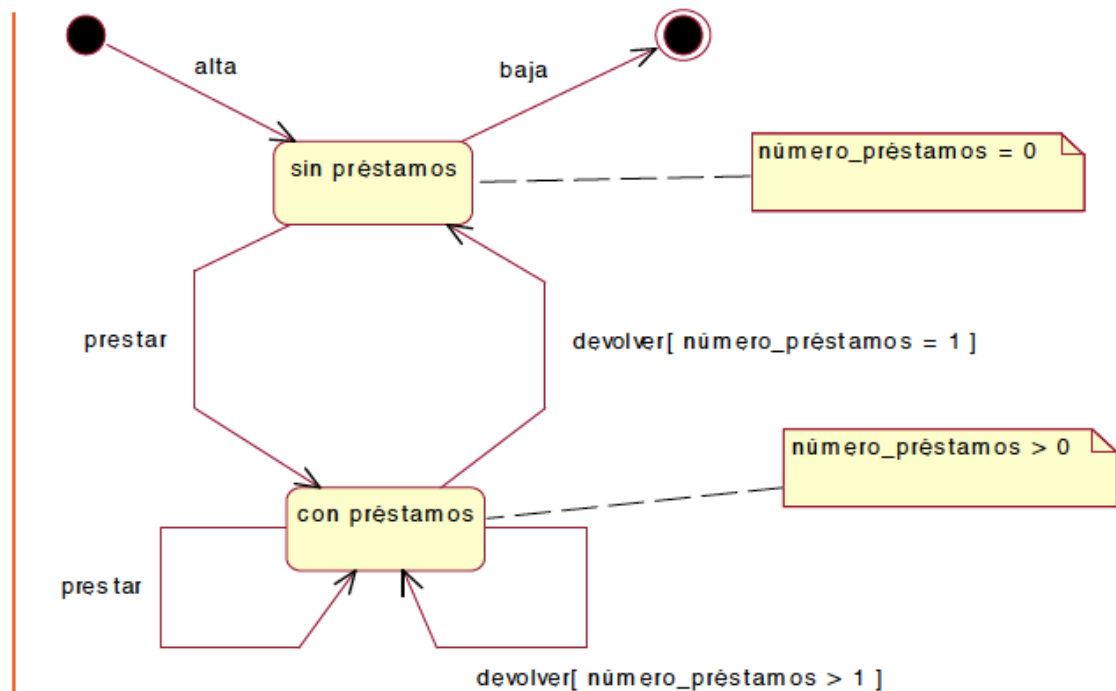 alta
baja
sin préstamos
número_préstamos = 0
prestar
devolver[ número_préstamos = 1 ]
número_préstamos > 0
con préstamos
prestar
devolver[ número_préstamos > 1 ]